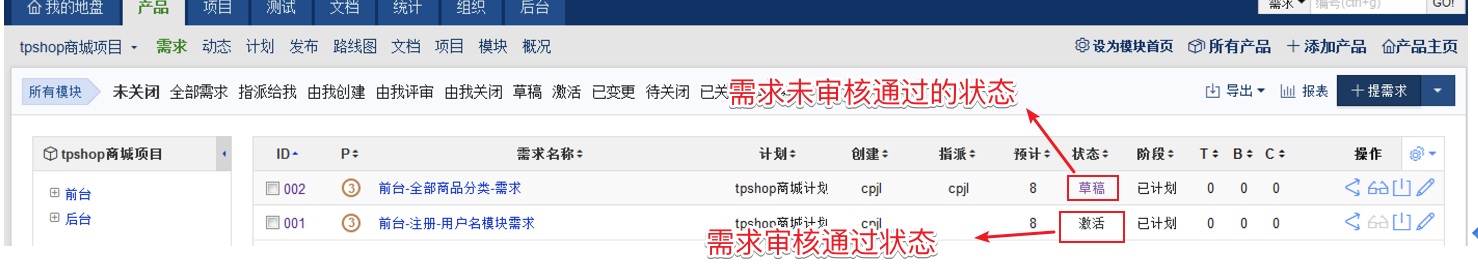 我的地盘 产品 项目 测试 文档 统计 组织 后台 需求 编号(ctrl+g) GO!
tpshop商城项目 需求 动态 计划 发布 路线图 文档 项目 模块 概况 设为模块首页 所有产品 添加产品 产品主页
所有模块 未关闭 全部需求 指派给我 由我创建 由我评审 由我关闭 草稿 激活 已变更 待关闭 已关 需求未审核通过的状态 导出 报表 提需求
tpshop商城项目 ID P 需求名称 计划 创建 指派 预计 状态 阶段 T B C 操作
前台 002 3 前台-全部商品分类-需求 tpshop商城计划 cpjl cpjl 8 草稿 已计划 0 0 0
后台 001 3 前台-注册-用户名模块需求 tpshop商城计划 cpjl 8 激活 已计划 0 0 0
需求审核通过状态